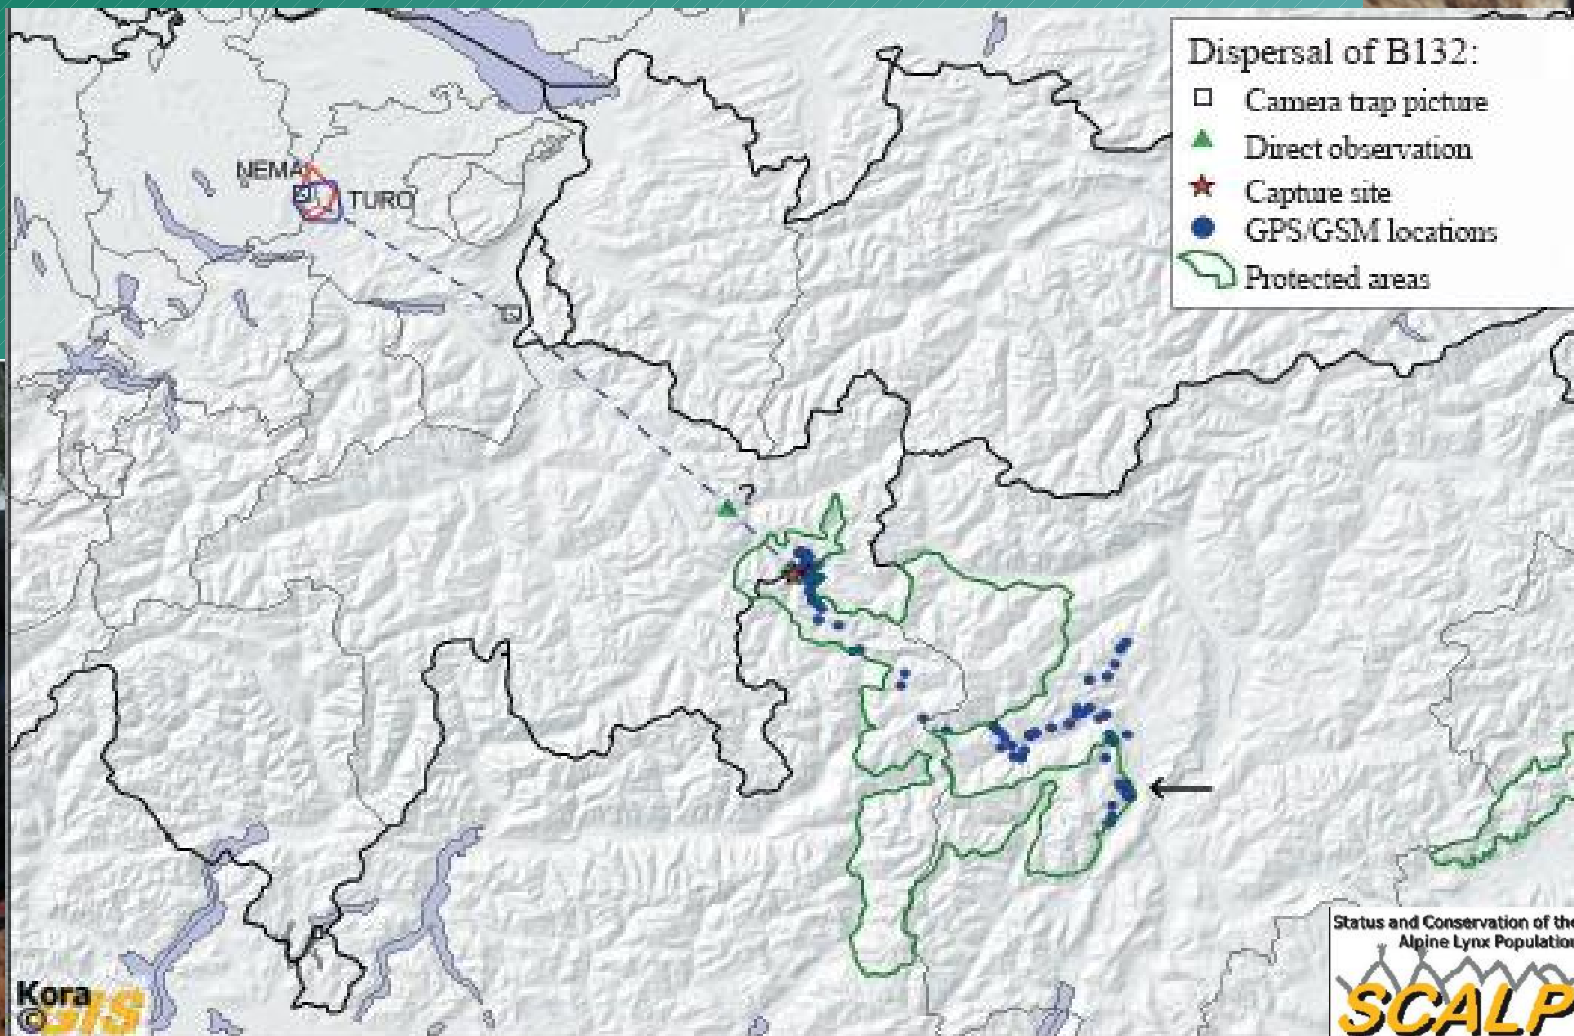 Dispersal of B132:
Camera trap picture
Direct observation
Capture site
GPS/GSM locations
Protected areas
NEMA
TURO
?
Status and Conservation of the
Alpine Lynx Population
SCALP
Kora
© GIS